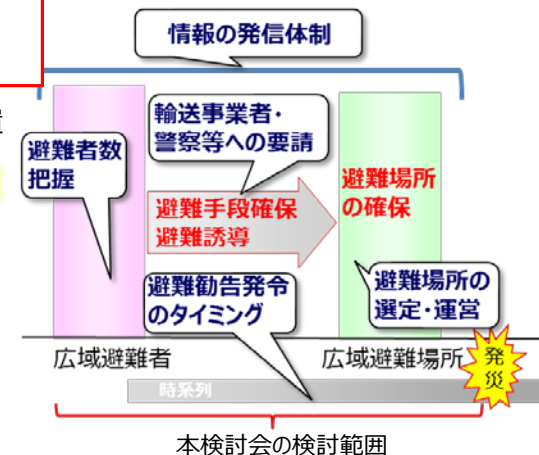 情報の発信体制
輸送事業者・
警察等への要請
避難者数
把握
避難場所
の確保
避難手段確保
避難誘導
避難勧告発令
のタイミング
避難場所の
選定・運営
広域避難者
広域避難場所
発
災
時系列
本検討会の検討範囲